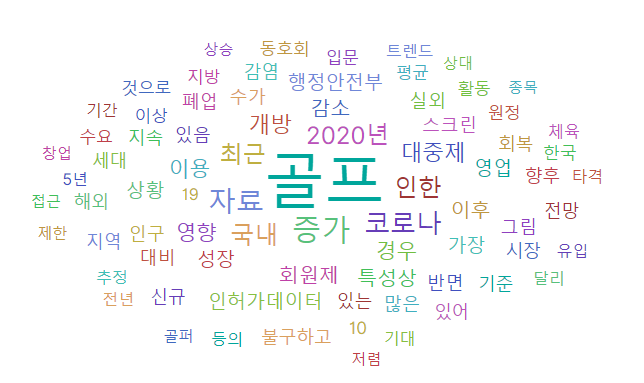 상승 동호회 입문 트렌드
지방 감염 행정안전부 평균 상대
것으로 폐업 수가 감소 실외 활동 종목
기간 이상 개방 2020년 스크린 원정
수요 지속 있음 최근 대중제 회복 체육
창업 세대 이용 골프 영업 한국
5년 상황 19 자료 인한 향후 타격
접근 해외 증가 코로나 이후 전망
제한 지역 인구 영향 국내 경우 가장 그림
대비 성장 시장 유입
추정 회원제 특성상 반면 기준 달리
전년 신규 인허가데이터 있는 많은 있어
골퍼 등의 불구하고 10 기대
저렴